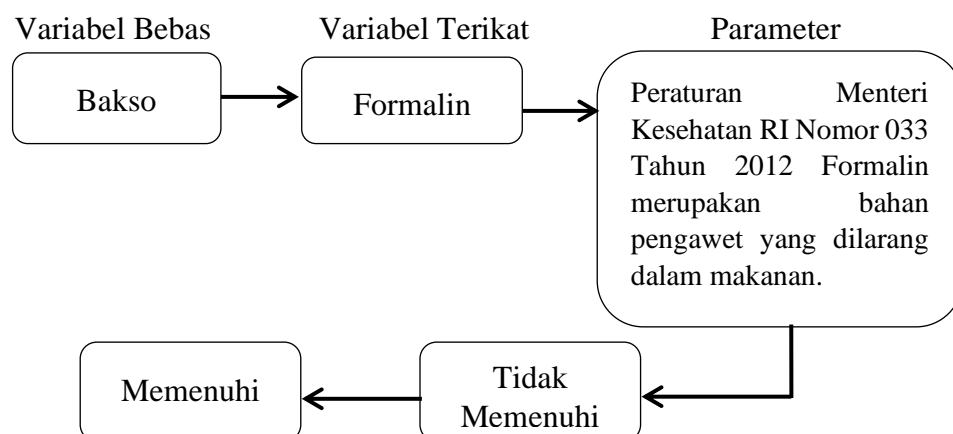 Variabel Bebas Variabel Terikat Parameter
Bakso
Formalin
Peraturan Menteri
Kesehatan RI Nomor 033
Tahun 2012 Formalin
merupakan bahan
pengawet yang dilarang
dalam makanan.
Memenuhi
Tidak
Memenuhi